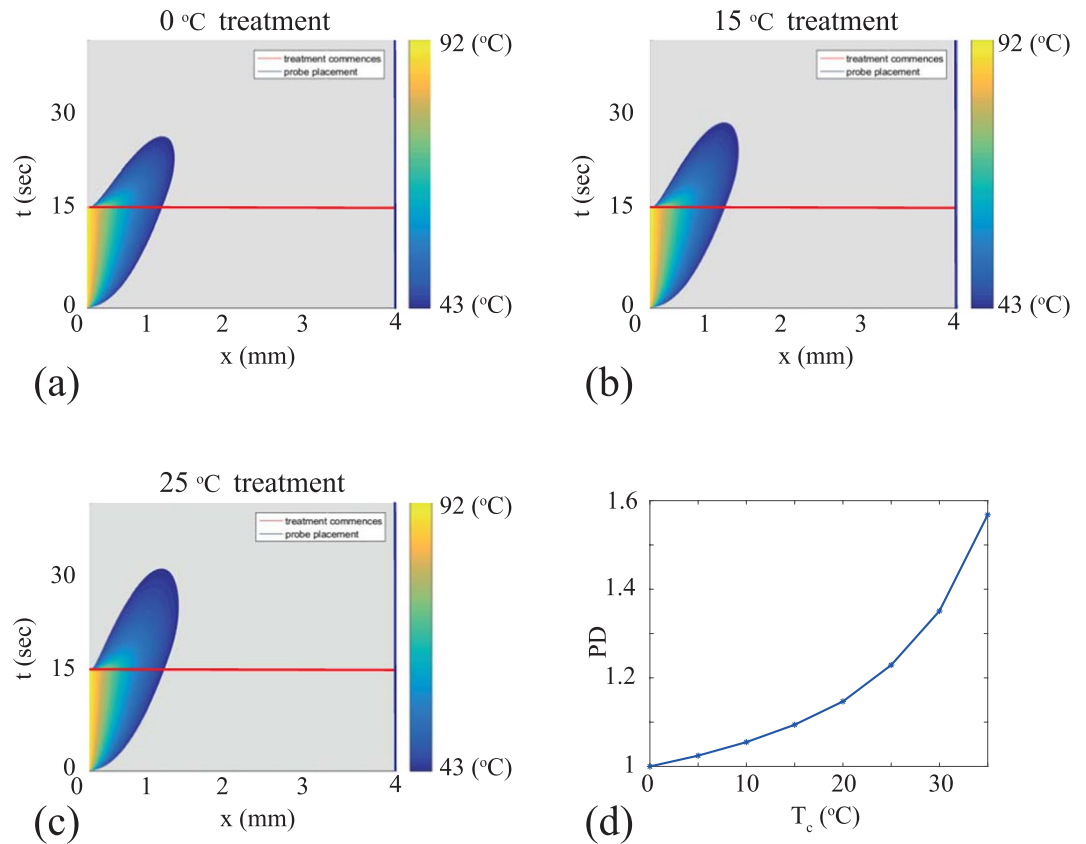 0 °C treatment
treatment commences
probe placement
92 (°C)
43 (°C)
30
15
0
t (sec)
0 1 2 3 4
x (mm)
(a)
15 °C treatment
treatment commences
probe placement
92 (°C)
43 (°C)
30
15
0
t (sec)
0 1 2 3 4
x (mm)
(b)
25 °C treatment
treatment commences
probe placement
92 (°C)
43 (°C)
30
15
0
t (sec)
0 1 2 3 4
x (mm)
(c)
1.6
1.4
1.2
1
PD
0 10 20 30
T_c (°C)
(d)